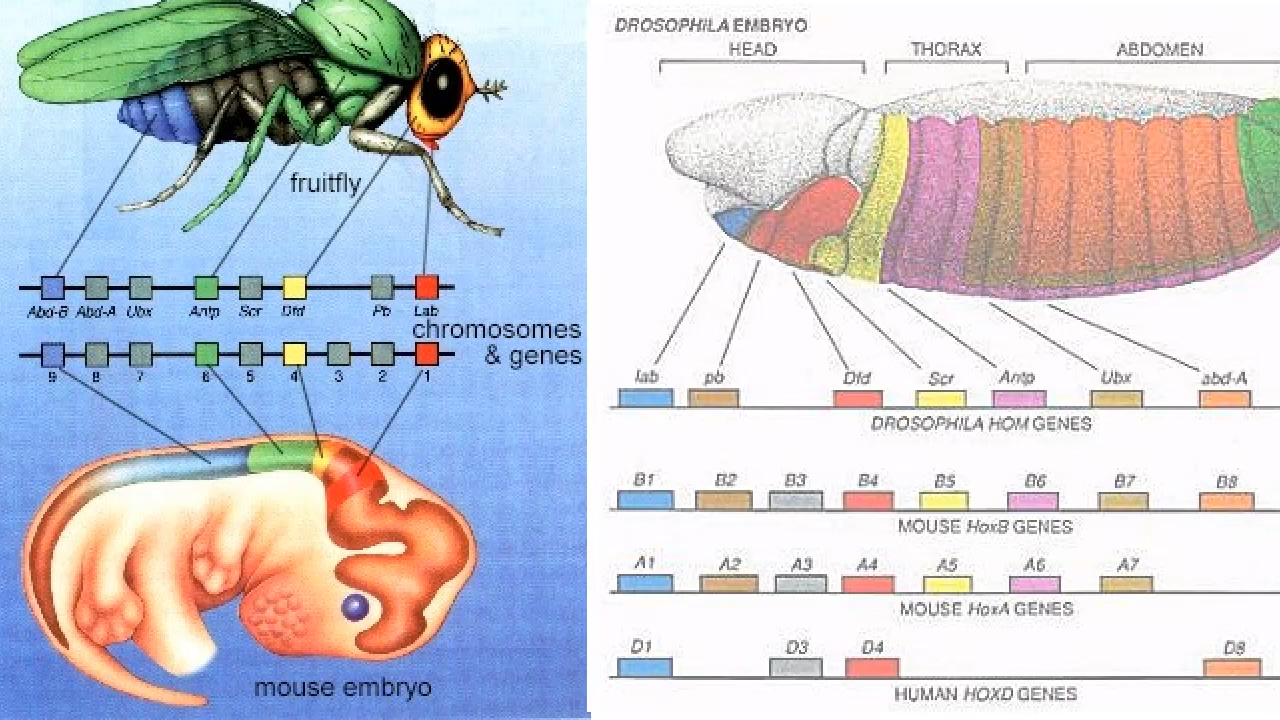 fruitfly
Abd-B Abd-A Ubx Antp Scr Dfd Pb Lab
chromosomes
& genes
9 8 7 6 5 4 3 2 1
mouse embryo
DROSOPHILA EMBRYO
HEAD THORAX ABDOMEN
lab pb Dfd Scr Antp Ubx abd-A
DROSOPHILA HOM GENES
B1 B2 B3 B4 B5 B6 B7 B8
MOUSE HoxB GENES
A1 A2 A3 A4 A5 A6 A7
MOUSE HoxA GENES
D1 D3 D4 D8
HUMAN HOXD GENES